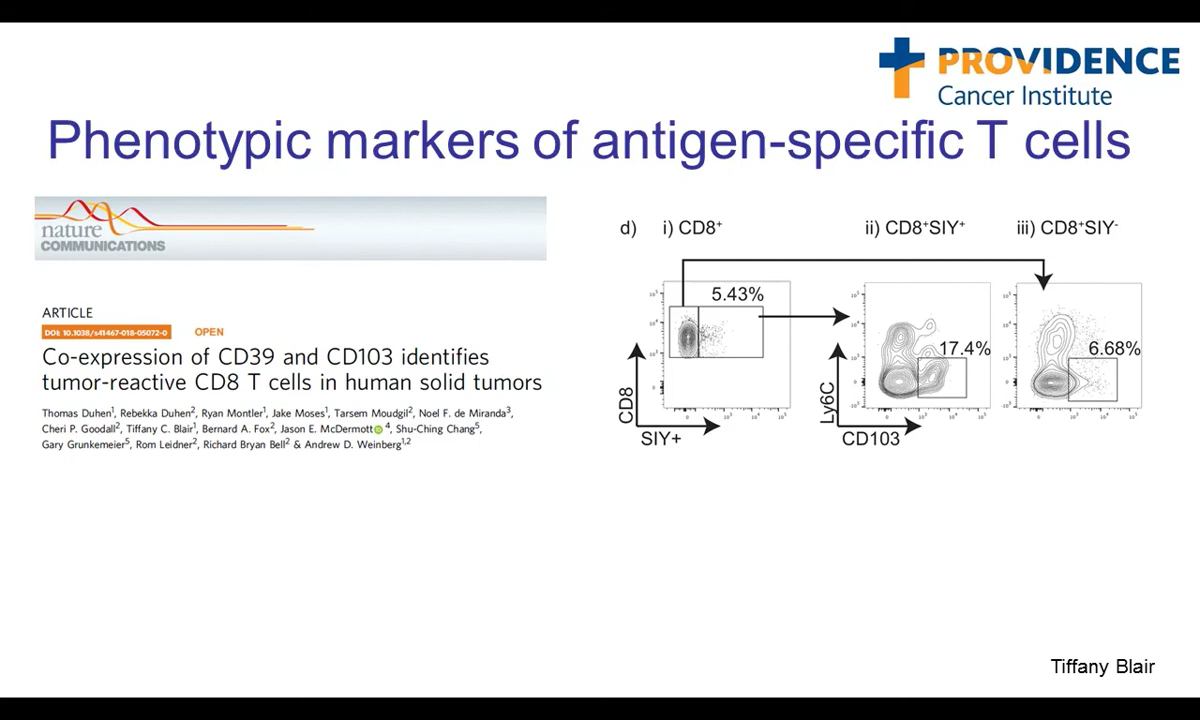 PROVIDENCE
Cancer Institute
Phenotypic markers of antigen-specific T cells
nature
COMMUNICATIONS
ARTICLE
DOI: 10.1038/s41467-018-05072-0 OPEN
Co-expression of CD39 and CD103 identifies
tumor-reactive CD8 T cells in human solid tumors
Thomas Duhen¹, Rebekka Duhen², Ryan Montler¹, Jake Moses¹, Tarsem Moudgil², Noel F. de Miranda³,
Cheri P. Goodall², Tiffany C. Blair¹, Bernard A. Fox², Jason E. McDermott ⁴, Shu-Ching Chang⁵,
Gary Grunkemeier⁵, Rom Leidner², Richard Bryan Bell² & Andrew D. Weinberg¹,²
d) i) CD8⁺ ii) CD8⁺SIY⁺ iii) CD8⁺SIY⁻
5.43%
17.4%
6.68%
CD8
SIY+
Ly6C
CD103
Tiffany Blair